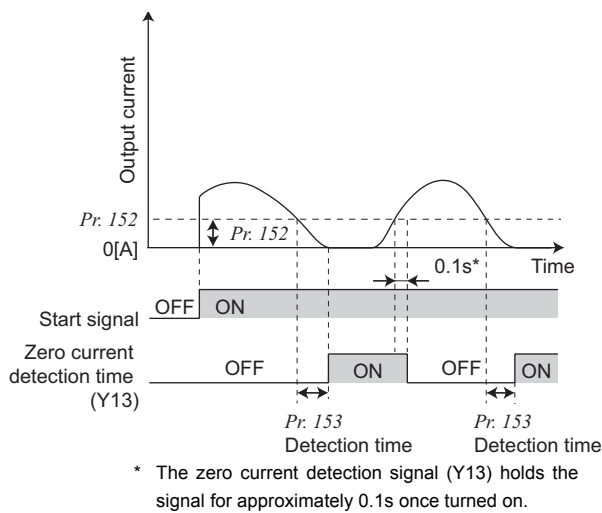 Output current
Pr. 152
Pr. 152
0[A]
0.1s*
Time
OFF ON
Start signal
Zero current
detection time
(Y13)
OFF ON OFF ON
Pr. 153
Detection time
Pr. 153
Detection time
* The zero current detection signal (Y13) holds the
signal for approximately 0.1s once turned on.